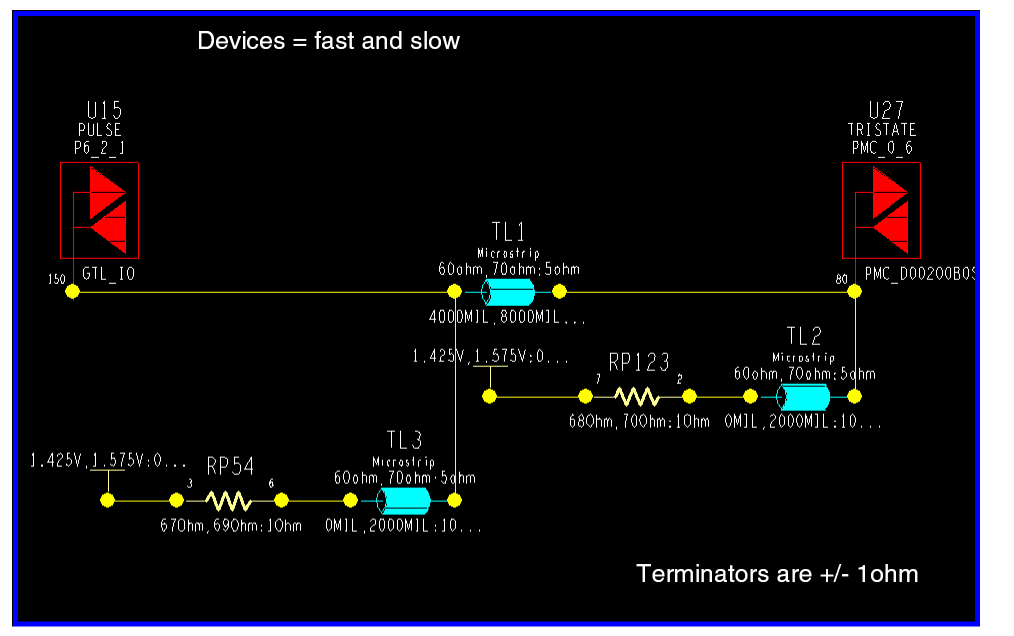 Devices = fast and slow
U15
PULSE
P6_2_1
U27
TRISTATE
PMC_0_6
GTL_IO
150
PMC_D00200B0S
80
TL1
Microstrip
60ohm,70ohm:5ohm
4000MIL,8000MIL...
1.425V,1.575V:0...
RP123
7
2
68Ohm,70Ohm:1Ohm
TL2
Microstrip
60ohm,70ohm:5ohm
0MIL,2000MIL:10...
1.425V,1.575V:0...
RP54
3
6
67Ohm,69Ohm:1Ohm
TL3
Microstrip
60ohm,70ohm:5ohm
0MIL,2000MIL:10...
Terminators are +/- 1ohm